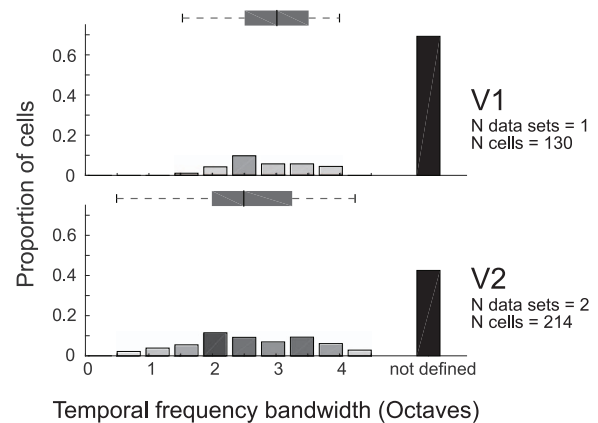 0.6
0.4
0.2
0
V1
N data sets = 1
N cells = 130
Proportion of cells
0.6
0.4
0.2
0
V2
N data sets = 2
N cells = 214
0 1 2 3 4 not defined
Temporal frequency bandwidth (Octaves)